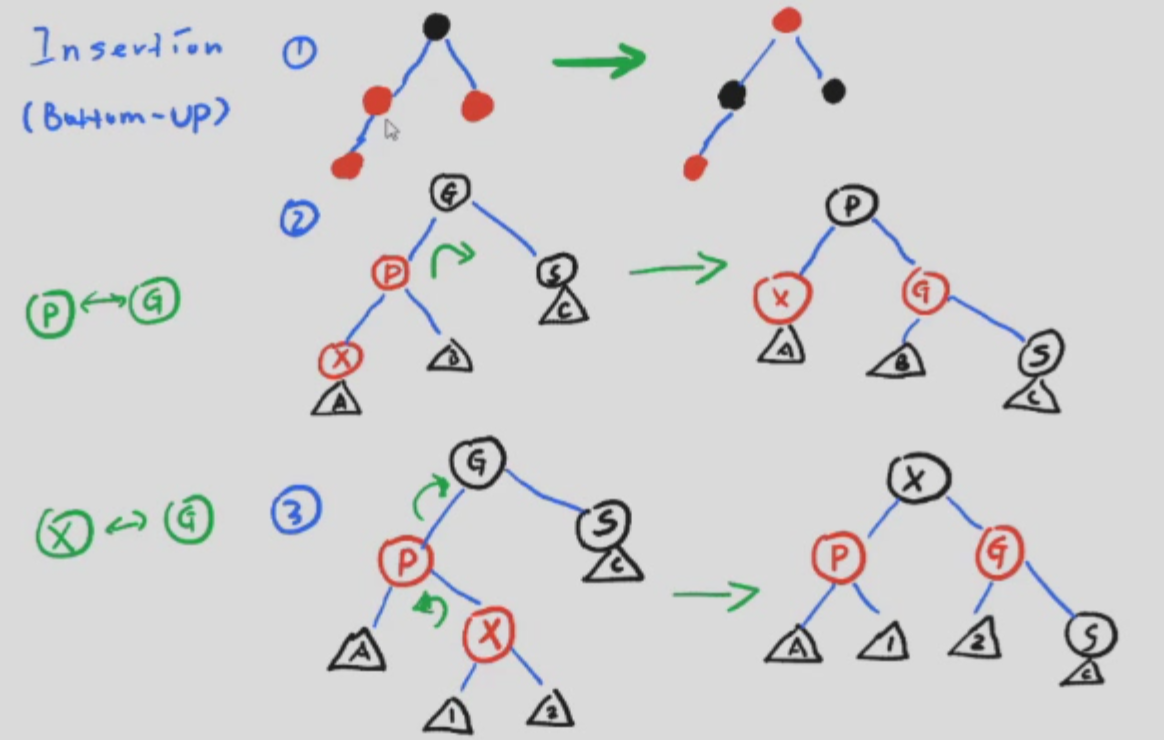 Insertion
(Bottom-up)
①
②
G
P
S
C
X
B
A
P
X
G
A
B
S
C
P ↔ G
③
G
P
S
C
A
X
1
2
X
P
G
A
1
2
S
C
X ↔ G